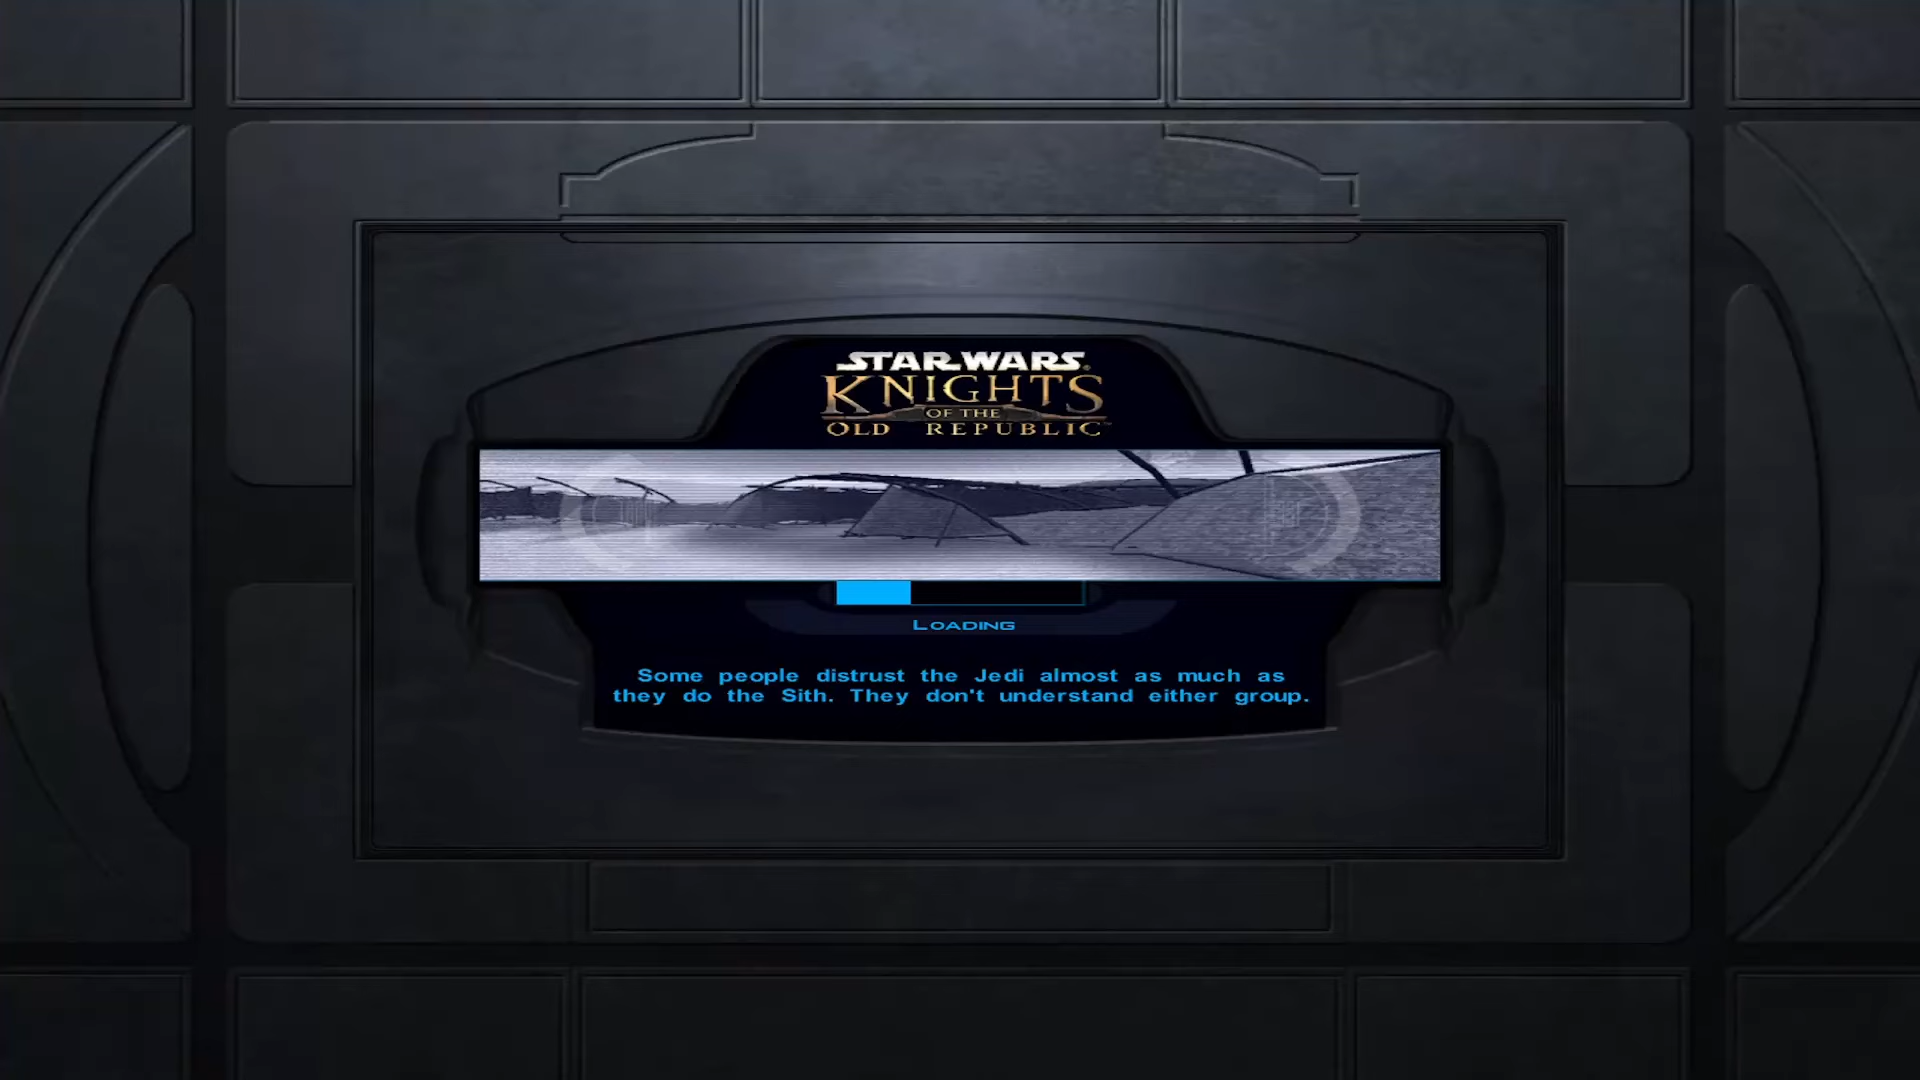 STAR WARS®
KNIGHTS
OF THE
OLD REPUBLIC™
LOADING
Some people distrust the Jedi almost as much as
they do the Sith. They don't understand either group.